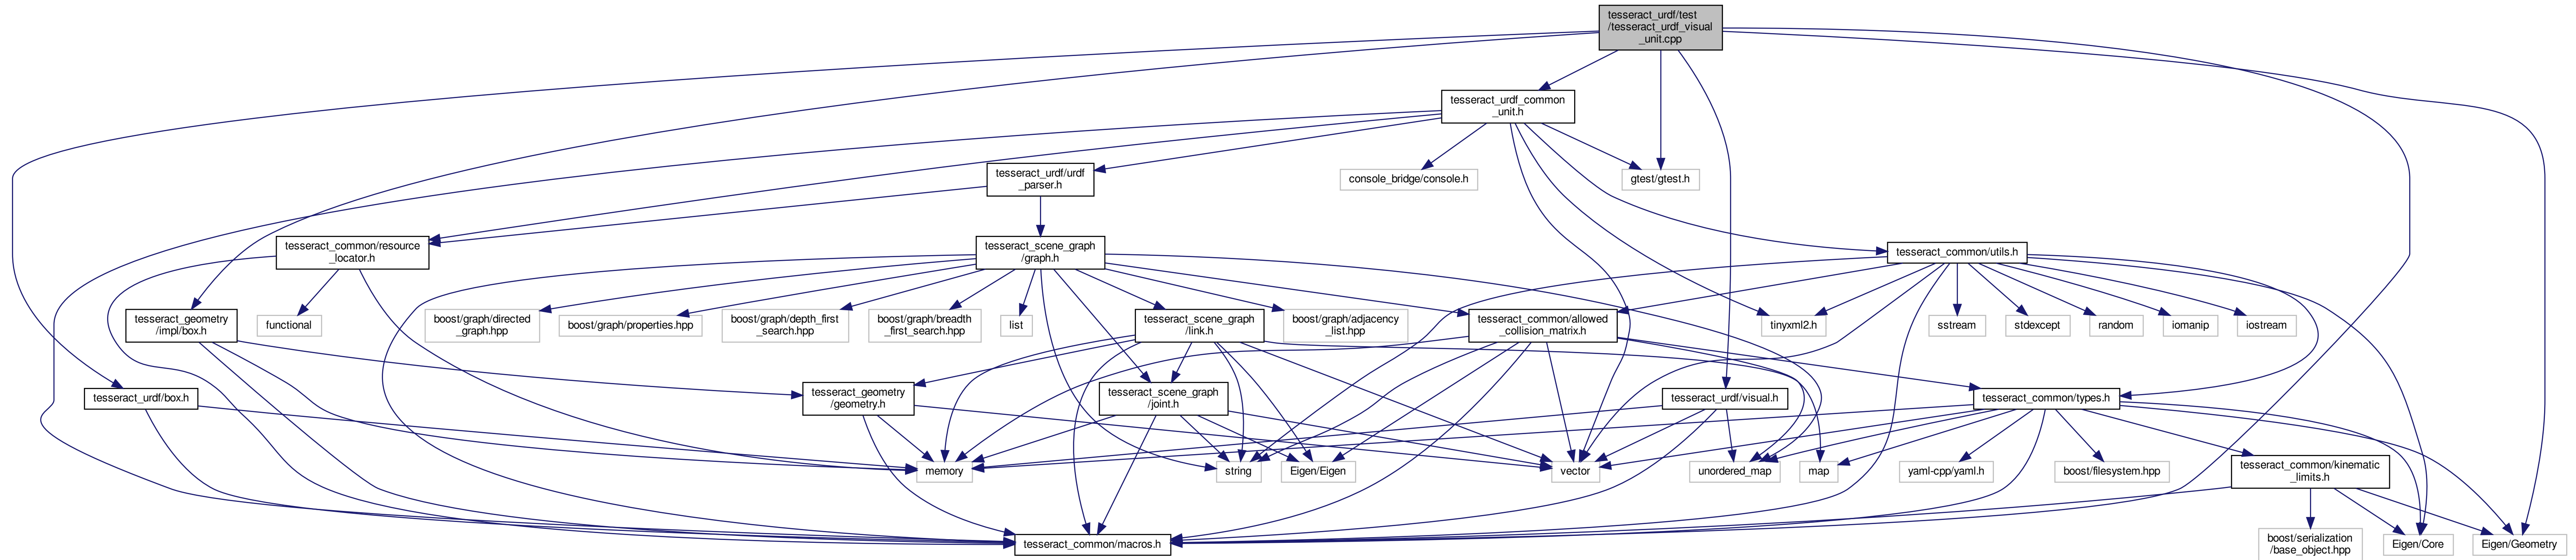 tesseract_urdf/test
/tesseract_urdf_visual
_unit.cpp
tesseract_urdf_common
_unit.h
tesseract_urdf/urdf
_parser.h
console_bridge/console.h
gtest/gtest.h
tesseract_common/resource
_locator.h
tesseract_scene_graph
/graph.h
tesseract_common/utils.h
tesseract_geometry
/impl/box.h
functional
boost/graph/directed
_graph.hpp
boost/graph/properties.hpp
boost/graph/depth_first
_search.hpp
boost/graph/breadth
_first_search.hpp
list
tesseract_scene_graph
/link.h
boost/graph/adjacency
_list.hpp
tesseract_common/allowed
_collision_matrix.h
tinyxml2.h
sstream
stdexcept
random
iomanip
iostream
tesseract_urdf/box.h
tesseract_geometry
/geometry.h
tesseract_scene_graph
/joint.h
tesseract_urdf/visual.h
tesseract_common/types.h
memory
string
Eigen/Eigen
vector
unordered_map
map
yaml-cpp/yaml.h
boost/filesystem.hpp
tesseract_common/kinematic
_limits.h
tesseract_common/macros.h
boost/serialization
/base_object.hpp
Eigen/Core
Eigen/Geometry